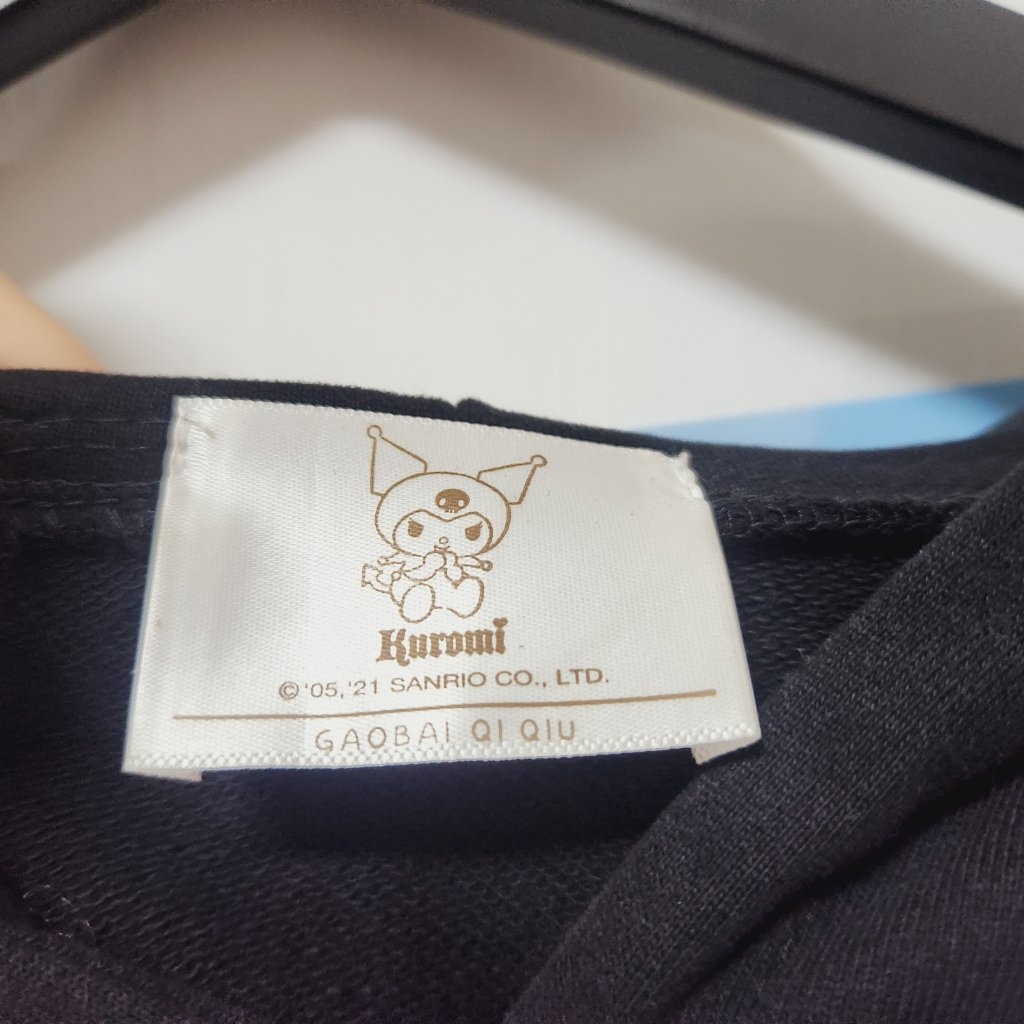 Kuromi
© '05, '21 SANRIO CO., LTD.
GAOBAI QI QIU